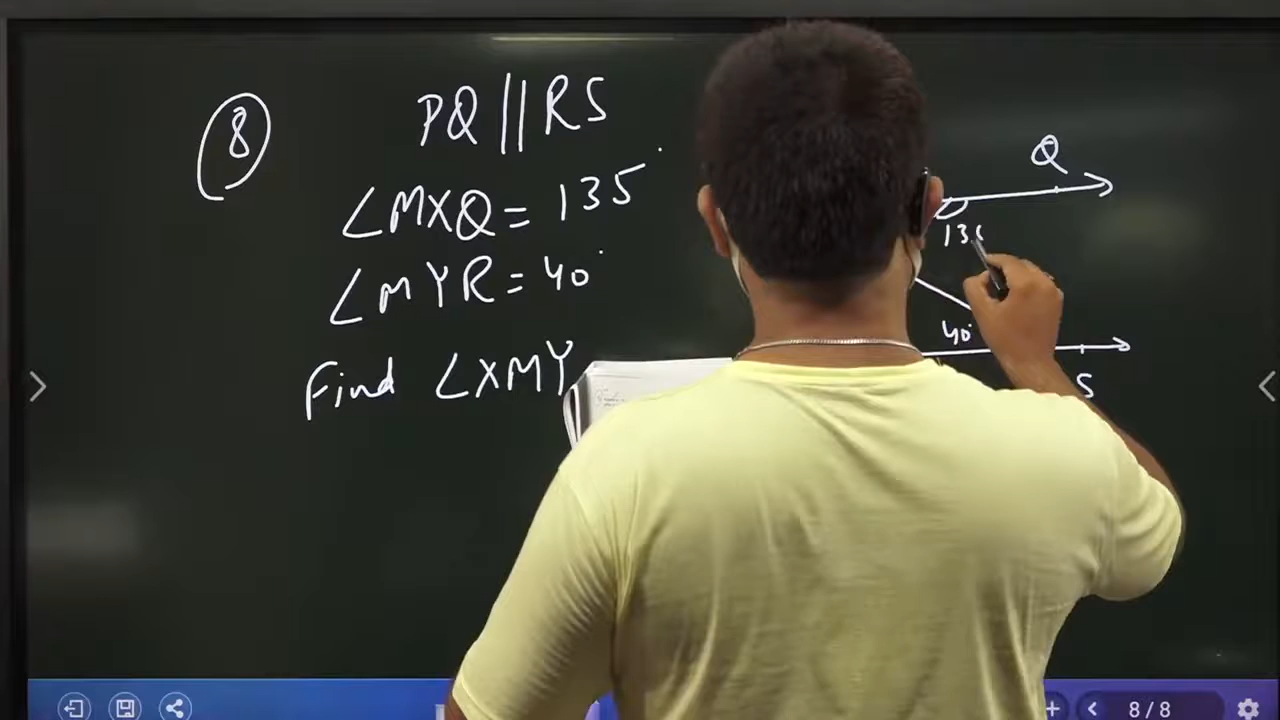 8
PQ || RS
∠MXQ = 135°
∠MYR = 40°
Find ∠XMY
Q
40°
S
8 / 8